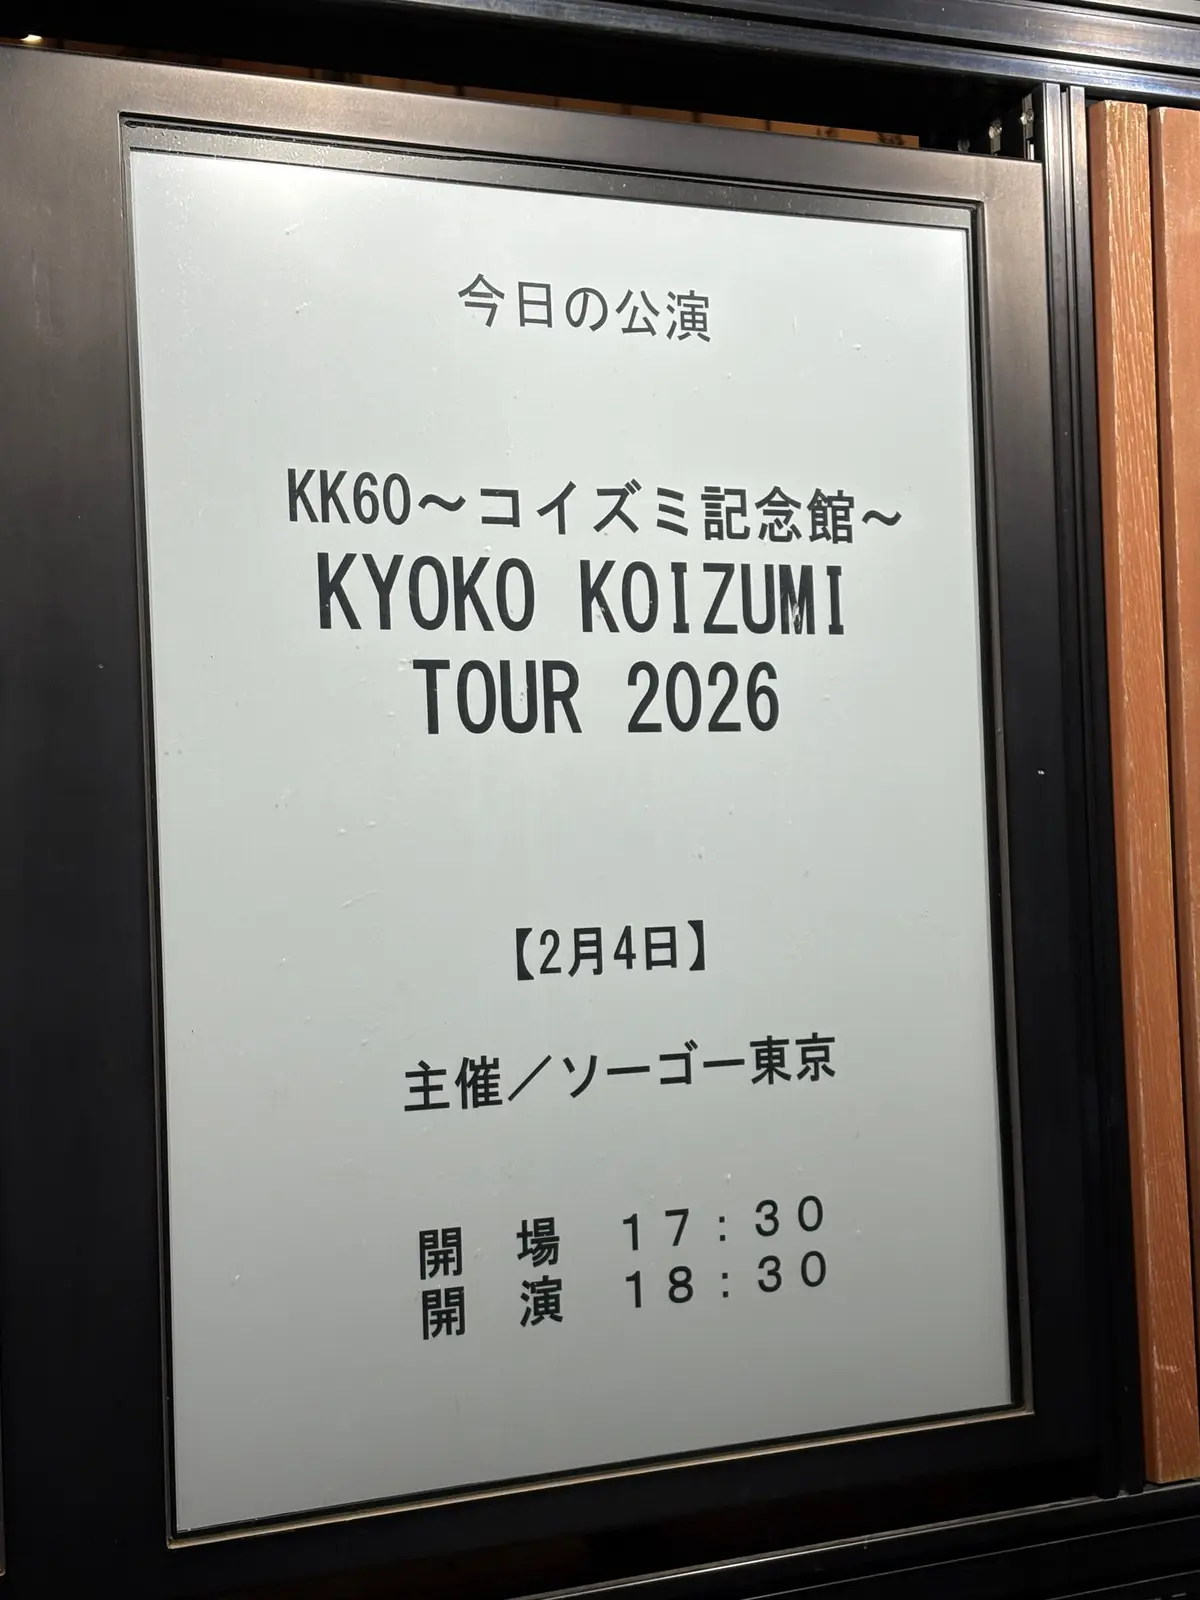 今日の公演
KK60～コイズミ記念館～
KYOKO KOIZUMI
TOUR 2026
【2月4日】
主催／ソーゴー東京
開　場　１７：３０
開　演　１８：３０